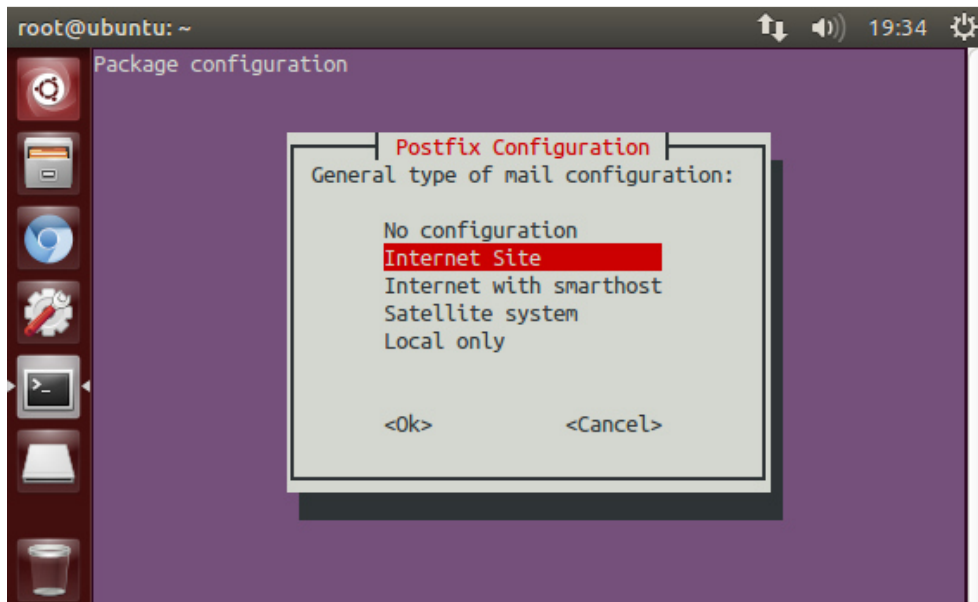 root@ubuntu: ~ 19:34
Package configuration
Postfix Configuration
General type of mail configuration:
No configuration
Internet Site
Internet with smarthost
Satellite system
Local only
<Ok> <Cancel>
>_